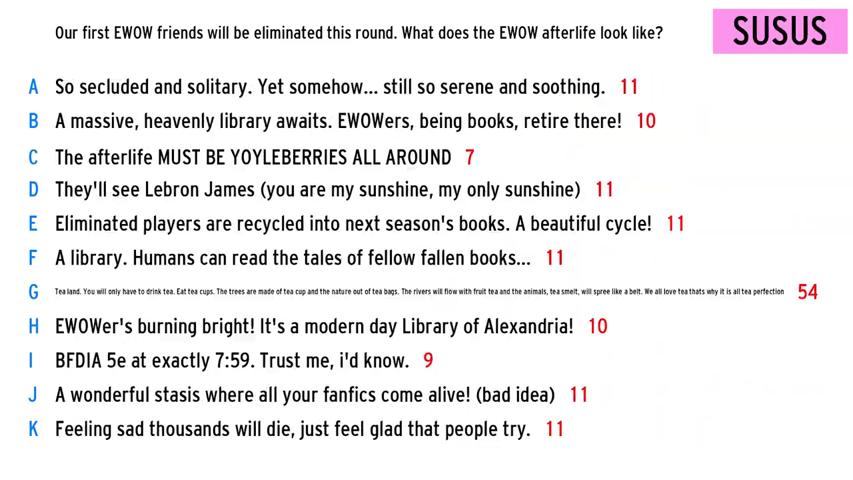 Our first EWOW friends will be eliminated this round. What does the EWOW afterlife look like?
SUSUS
A So secluded and solitary. Yet somehow... still so serene and soothing. 11
B A massive, heavenly library awaits. EWOWers, being books, retire there! 10
C The afterlife MUST BE YOYLEBERRIES ALL AROUND 7
D They'll see Lebron James (you are my sunshine, my only sunshine) 11
E Eliminated players are recycled into next season's books. A beautiful cycle! 11
F A library. Humans can read the tales of fellow fallen books... 11
G Tea land. You will only have to drink tea. Eat tea cups. The trees are made of tea cup and the nature out of tea bags. The rivers will flow with fruit tea and the animals, tea smelt, will spree like a belt. We all love tea thats why it is all tea perfection 54
H EWOWer's burning bright! It's a modern day Library of Alexandria! 10
I BFDIA 5e at exactly 7:59. Trust me, i'd know. 9
J A wonderful stasis where all your fanfics come alive! (bad idea) 11
K Feeling sad thousands will die, just feel glad that people try. 11